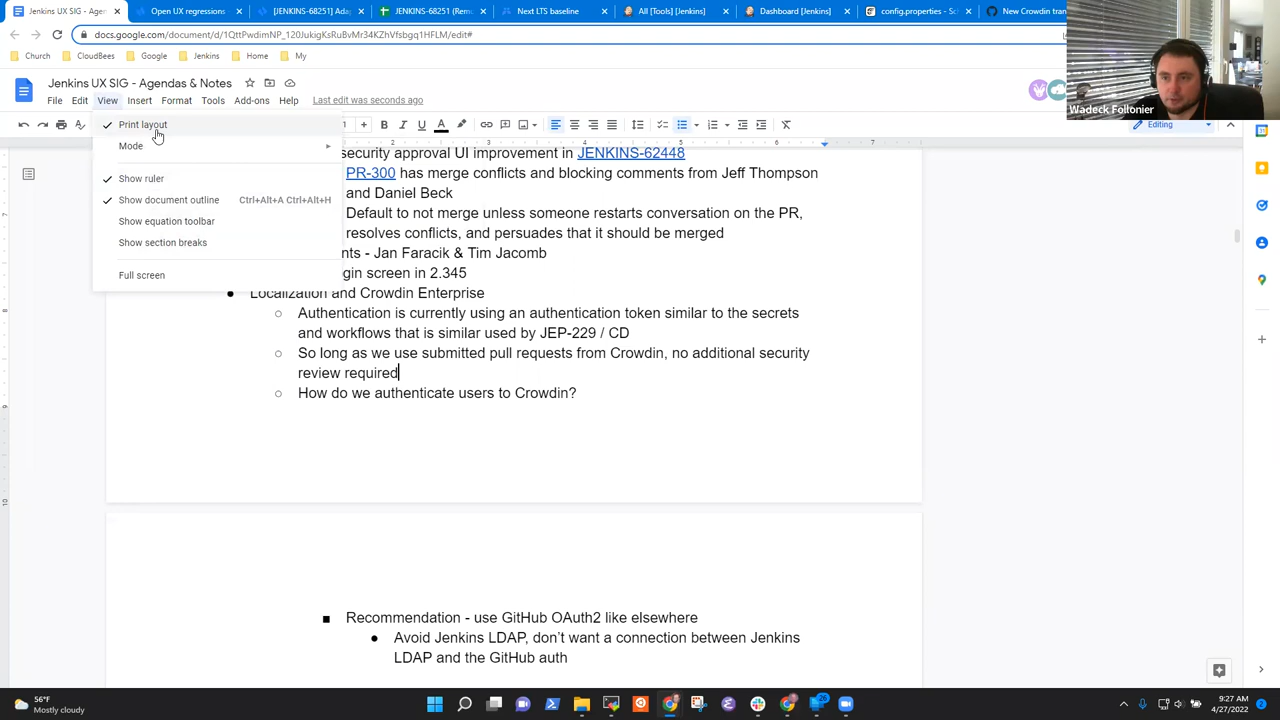 Jenkins UX SIG - Agen
Open UX regressions
[JENKINS-68251] Adap
JENKINS-68251 (Rem
Next LTS baseline
All [Tools] [Jenkins]
Dashboard [Jenkins]
config.properties - Sc
New Crowdin tran
docs.google.com/document/d/1QttPwdimNP_120JukigKsRuBvMr54KZhVfsbgq1HFLM/edit#
Church
CloudBees
Google
Jenkins
Home
My
Jenkins UX SIG - Agendas & Notes
File Edit View Insert Format Tools Add-ons Help Last edit was seconds ago
Wadeck Follonier
Editing
Print layout
Mode
Show ruler
Show document outline Ctrl+Alt+A Ctrl+Alt+H
Show equation toolbar
Show section breaks
Full screen
security approval UI improvement in JENKINS-62448
PR-300 has merge conflicts and blocking comments from Jeff Thompson
and Daniel Beck
Default to not merge unless someone restarts conversation on the PR,
resolves conflicts, and persuades that it should be merged
nts - Jan Faracik & Tim Jacomb
gin screen in 2.345
Localization and Crowdin Enterprise
Authentication is currently using an authentication token similar to the secrets
and workflows that is similar used by JEP-229 / CD
So long as we use submitted pull requests from Crowdin, no additional security
review required
How do we authenticate users to Crowdin?
Recommendation - use GitHub OAuth2 like elsewhere
Avoid Jenkins LDAP, don't want a connection between Jenkins
LDAP and the GitHub auth
56°F
Mostly cloudy
9:27 AM
4/27/2022